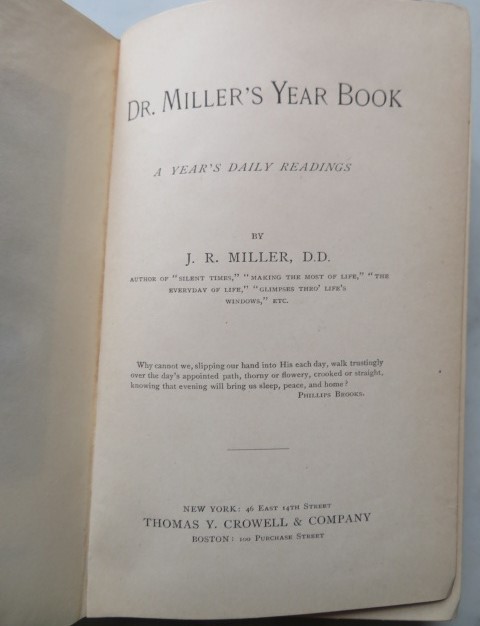 DR. MILLER'S YEAR BOOK
A YEAR'S DAILY READINGS
BY
J. R. MILLER, D.D.
AUTHOR OF "SILENT TIMES," "MAKING THE MOST OF LIFE," "THE
EVERYDAY OF LIFE," "GLIMPSES THRO' LIFE'S
WINDOWS," ETC.
Why cannot we, slipping our hand into His each day, walk trustingly
over the day's appointed path, thorny or flowery, crooked or straight,
knowing that evening will bring us sleep, peace, and home?
PHILLIPS BROOKS.
NEW YORK: 46 EAST 14TH STREET
THOMAS Y. CROWELL & COMPANY
BOSTON: 100 PURCHASE STREET